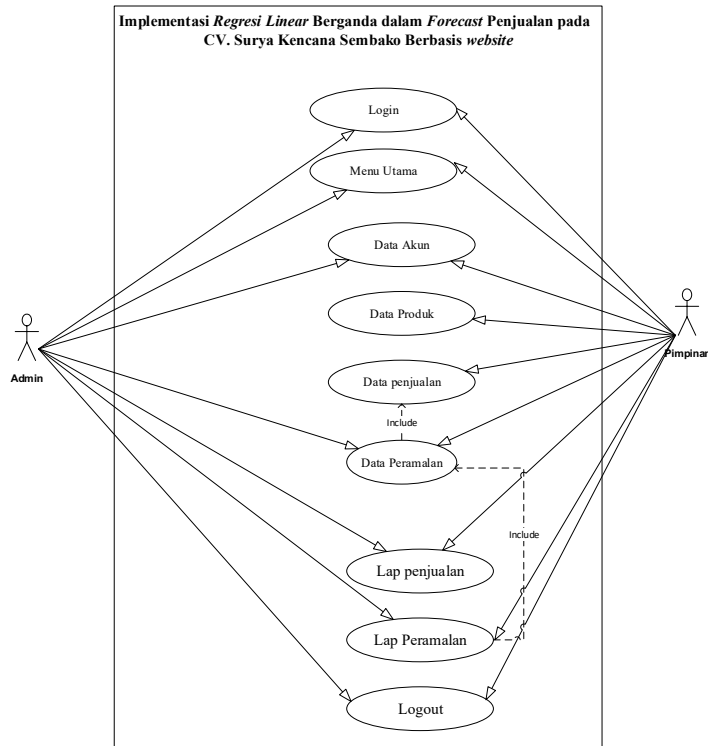 Implementasi Regresi Linear Berganda dalam Forecast Penjualan pada
CV. Surya Kencana Sembako Berbasis website
Login
Menu Utama
Data Akun
Data Produk
Admin
Pimpinan
Data penjualan
Include
Data Peramalan
Include
Lap penjualan
Lap Peramalan
Logout